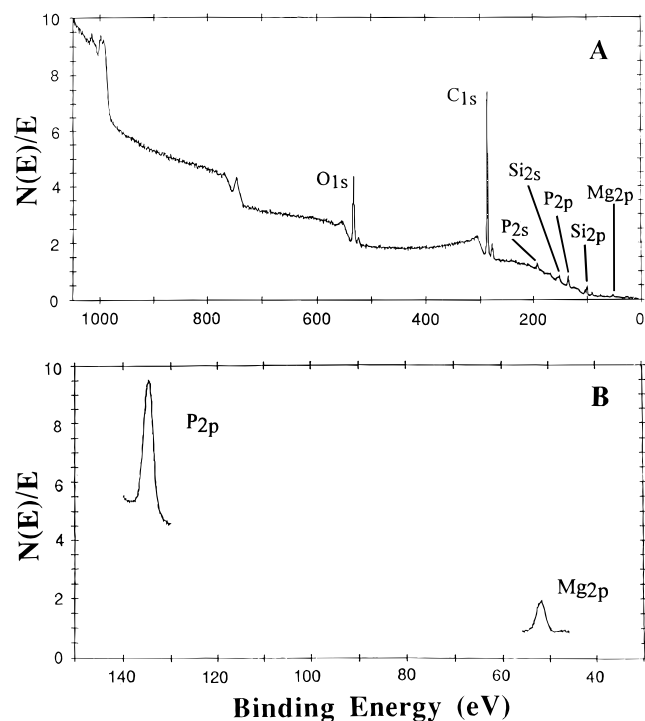 10
A
8
C1s
6
N(E)/E
O1s
Si2s
4
P2p
Mg2p
P2s
Si2p
2
0
1000 800 600 400 200 0
10
B
8
P2p
6
N(E)/E
4
Mg2p
2
0
140 120 100 80 60 40
Binding Energy (eV)